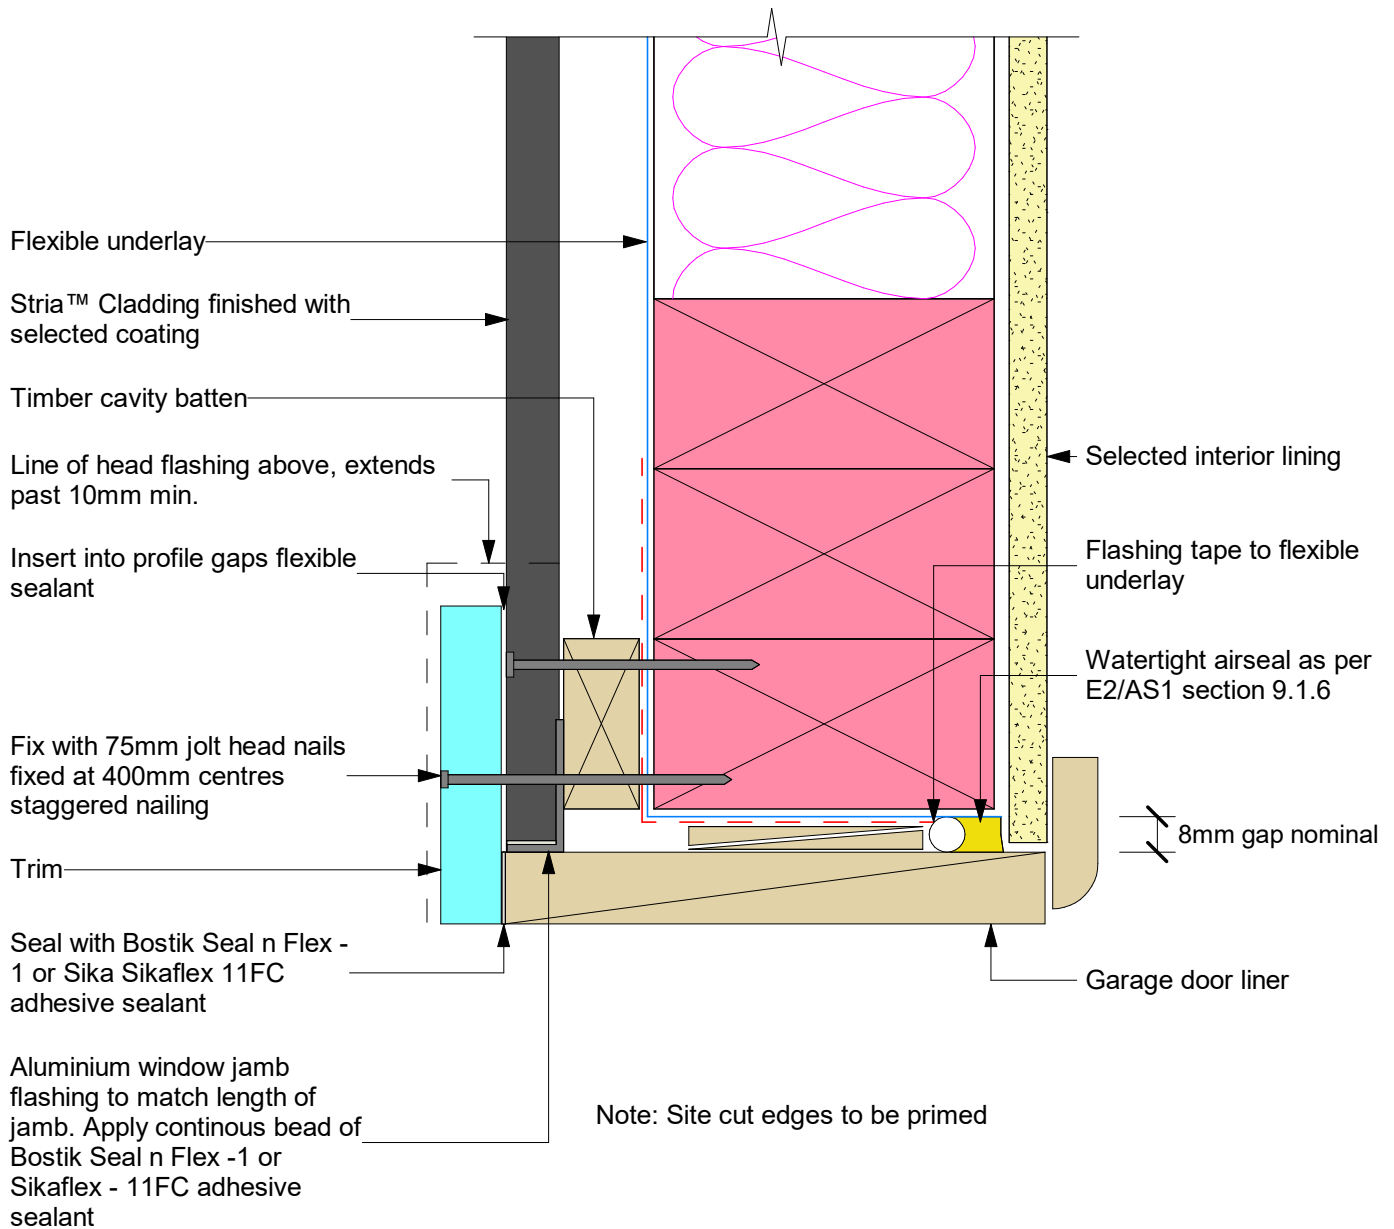 Flexible underlay
Stria™ Cladding finished with
selected coating
Timber cavity batten
Line of head flashing above, extends
past 10mm min.
Insert into profile gaps flexible
sealant
Fix with 75mm jolt head nails
fixed at 400mm centres
staggered nailing
Trim
Seal with Bostik Seal n Flex -
1 or Sika Sikaflex 11FC
adhesive sealant
Aluminium window jamb
flashing to match length of
jamb. Apply continous bead of
Bostik Seal n Flex -1 or
Sikaflex - 11FC adhesive
sealant
Selected interior lining
Flashing tape to flexible
underlay
Watertight airseal as per
E2/AS1 section 9.1.6
8mm gap nominal
Garage door liner
Note: Site cut edges to be primed